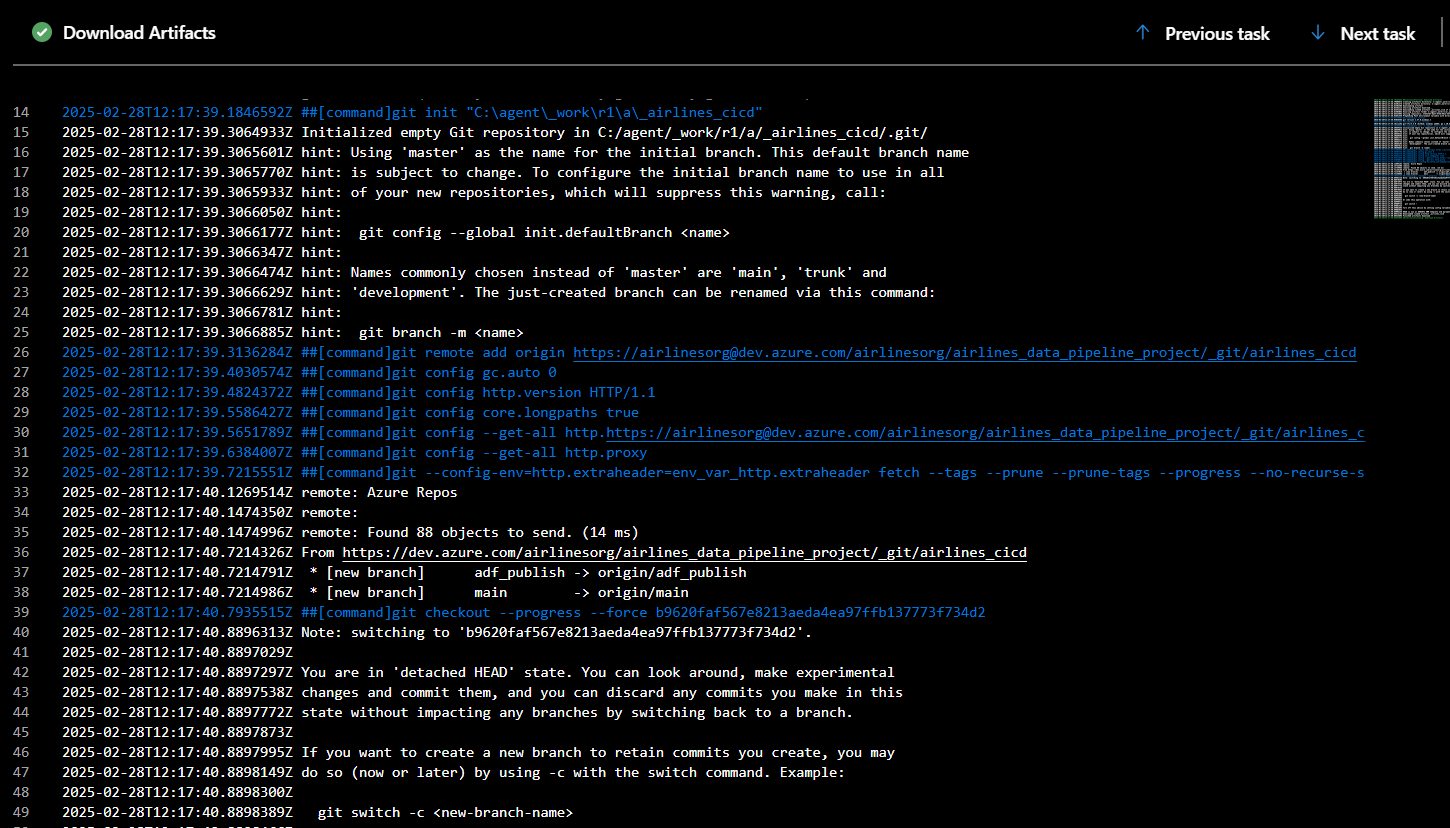 Download Artifacts
Previous task
Next task
14 2025-02-28T12:17:39.1846592Z ##[command]git init "C:\agent\_work\r1\a\_airlines_cicd"
15 2025-02-28T12:17:39.3064933Z Initialized empty Git repository in C:/agent/_work/r1/a/_airlines_cicd/.git/
16 2025-02-28T12:17:39.3065601Z hint: Using 'master' as the name for the initial branch. This default branch name
17 2025-02-28T12:17:39.3065770Z hint: is subject to change. To configure the initial branch name to use in all
18 2025-02-28T12:17:39.3065933Z hint: of your new repositories, which will suppress this warning, call:
19 2025-02-28T12:17:39.3066050Z hint:
20 2025-02-28T12:17:39.3066177Z hint:  git config --global init.defaultBranch <name>
21 2025-02-28T12:17:39.3066347Z hint:
22 2025-02-28T12:17:39.3066474Z hint: Names commonly chosen instead of 'master' are 'main', 'trunk' and
23 2025-02-28T12:17:39.3066629Z hint: 'development'. The just-created branch can be renamed via this command:
24 2025-02-28T12:17:39.3066781Z hint:
25 2025-02-28T12:17:39.3066885Z hint:  git branch -m <name>
26 2025-02-28T12:17:39.3136284Z ##[command]git remote add origin https://airlinesorg@dev.azure.com/airlinesorg/airlines_data_pipeline_project/_git/airlines_cicd
27 2025-02-28T12:17:39.4030574Z ##[command]git config gc.auto 0
28 2025-02-28T12:17:39.4824372Z ##[command]git config http.version HTTP/1.1
29 2025-02-28T12:17:39.5586427Z ##[command]git config core.longpaths true
30 2025-02-28T12:17:39.5651789Z ##[command]git config --get-all http.https://airlinesorg@dev.azure.com/airlinesorg/airlines_data_pipeline_project/_git/airlines_c
31 2025-02-28T12:17:39.6384007Z ##[command]git config --get-all http.proxy
32 2025-02-28T12:17:39.7215551Z ##[command]git --config-env=http.extraheader=env_var_http.extraheader fetch --tags --prune --prune-tags --progress --no-recurse-s
33 2025-02-28T12:17:40.1269514Z remote: Azure Repos
34 2025-02-28T12:17:40.1474350Z remote:
35 2025-02-28T12:17:40.1474996Z remote: Found 88 objects to send. (14 ms)
36 2025-02-28T12:17:40.7214326Z From https://dev.azure.com/airlinesorg/airlines_data_pipeline_project/_git/airlines_cicd
37 2025-02-28T12:17:40.7214791Z  * [new branch]      adf_publish -> origin/adf_publish
38 2025-02-28T12:17:40.7214986Z  * [new branch]      main        -> origin/main
39 2025-02-28T12:17:40.7935515Z ##[command]git checkout --progress --force b9620faf567e8213aeda4ea97ffb137773f734d2
40 2025-02-28T12:17:40.8896313Z Note: switching to 'b9620faf567e8213aeda4ea97ffb137773f734d2'.
41 2025-02-28T12:17:40.8897029Z
42 2025-02-28T12:17:40.8897297Z You are in 'detached HEAD' state. You can look around, make experimental
43 2025-02-28T12:17:40.8897538Z changes and commit them, and you can discard any commits you make in this
44 2025-02-28T12:17:40.8897772Z state without impacting any branches by switching back to a branch.
45 2025-02-28T12:17:40.8897873Z
46 2025-02-28T12:17:40.8897995Z If you want to create a new branch to retain commits you create, you may
47 2025-02-28T12:17:40.8898149Z do so (now or later) by using -c with the switch command. Example:
48 2025-02-28T12:17:40.8898300Z
49 2025-02-28T12:17:40.8898389Z   git switch -c <new-branch-name>